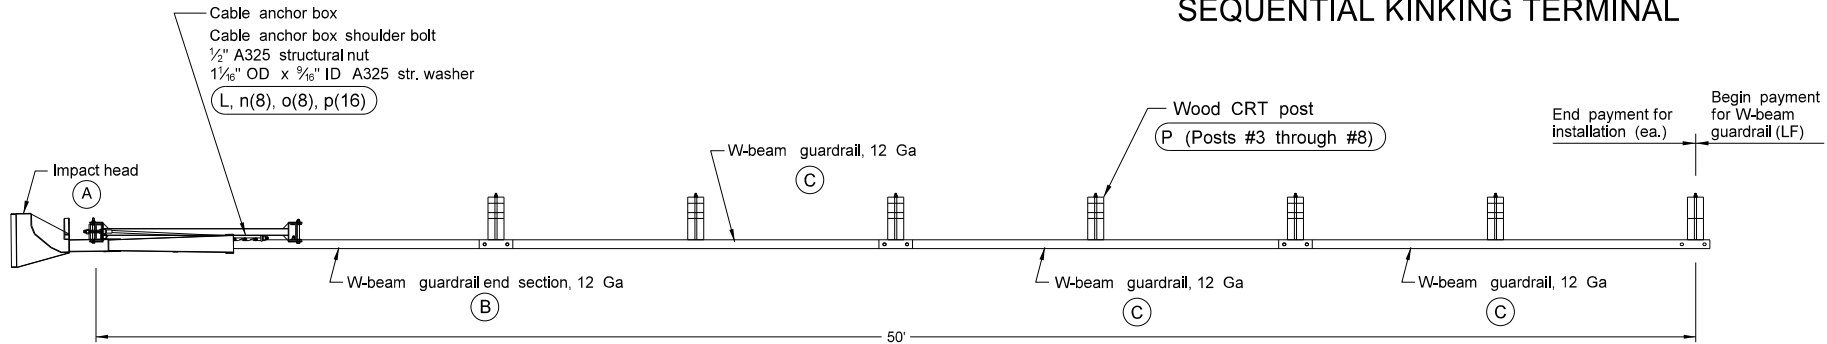 SEQUENTIAL KINKING TERMINAL
Cable anchor box
Cable anchor box shoulder bolt
½" A325 structural nut
1 1⁄16" OD x 9⁄16" ID A325 str. washer
L, n(8), o(8), p(16)
Impact head
A
W-beam guardrail, 12 Ga
C
Wood CRT post
P (Posts #3 through #8)
End payment for
installation (ea.)
Begin payment
for W-beam
guardrail (LF)
W-beam guardrail end section, 12 Ga
B
W-beam guardrail, 12 Ga
C
W-beam guardrail, 12 Ga
C
50'